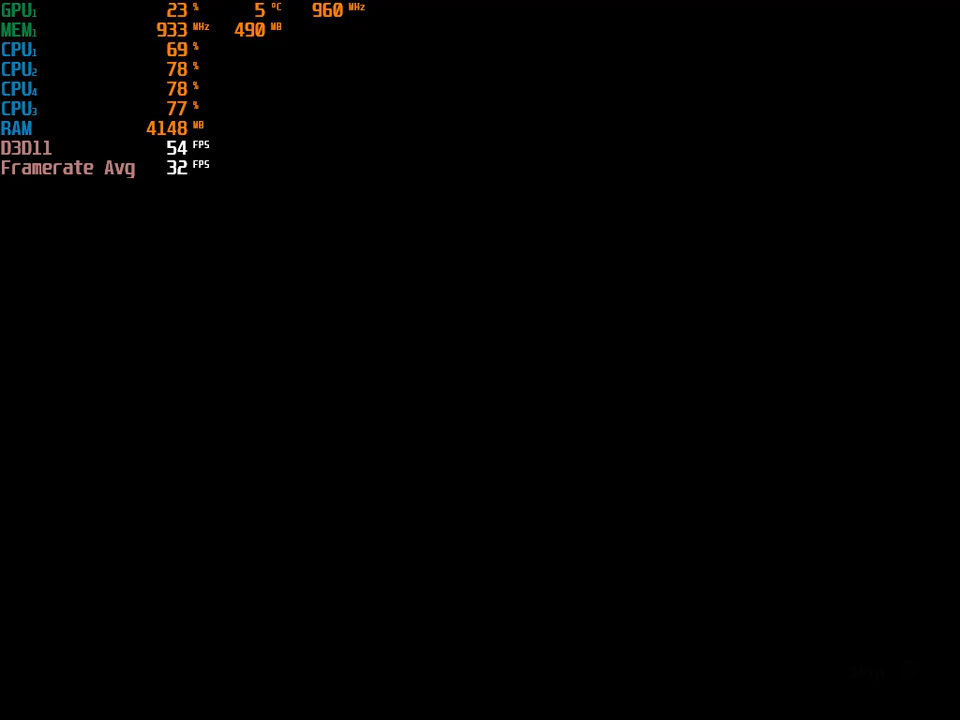 GPU1 23 % 5 °C 960 MHz
MEM1 933 MHz 490 MB
CPU1 69 %
CPU2 78 %
CPU4 78 %
CPU3 77 %
RAM 4148 MB
D3D11 54 FPS
Framerate Avg 32 FPS